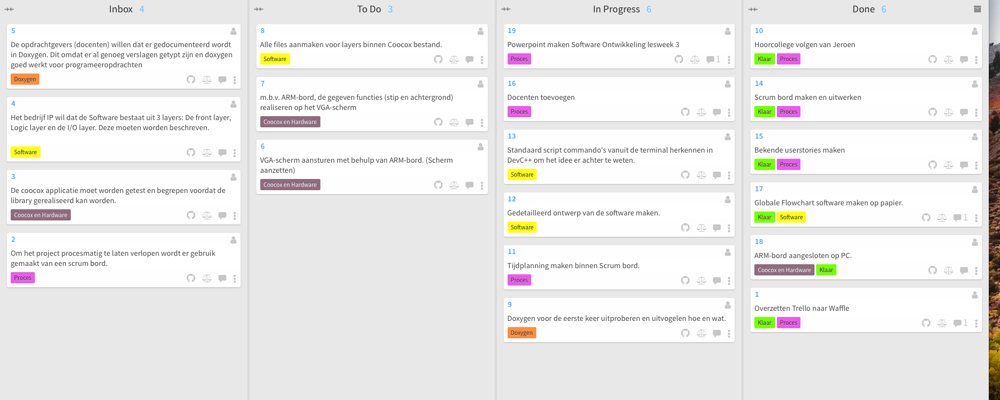 Inbox 4
5
De opdrachtgevers (docenten) willen dat er gedocumenteerd wordt
in Doxygen. Dit omdat er al genoeg verslagen getypt zijn en doxygen
goed werkt voor programeeropdrachten
Doxygen
4
Het bedrijf IP wil dat de Software bestaat uit 3 layers: De front layer,
Logic layer en de I/O layer. Deze moeten worden beschreven.
Software
3
De coocox applicatie moet worden getest en begrepen voordat de
library gerealiseerd kan worden.
Coocox en Hardware
2
Om het project procesmatig te laten verlopen wordt er gebruik
gemaakt van een scrum bord.
Proces
To Do 3
8
Alle files aanmaken voor layers binnen Coocox bestand.
Software
7
m.b.v. ARM-bord, de gegeven functies (stip en achtergrond)
realiseren op het VGA-scherm
Coocox en Hardware
6
VGA-scherm aansturen met behulp van ARM-bord. (Scherm
aanzetten)
Coocox en Hardware
In Progress 6
19
Powerpoint maken Software Ontwikkeling lesweek 3
Proces 1
16
Docenten toevoegen
Proces
13
Standaard script commando's vanuit de terminal herkennen in
DevC++ om het idee er achter te weten.
Software
12
Gedetailleerd ontwerp van de software maken.
Software
11
Tijdplanning maken binnen Scrum bord.
Proces
9
Doxygen voor de eerste keer uitproberen en uitvogelen hoe en wat.
Doxygen
Done 6
10
Hoorcollege volgen van Jeroen
Klaar Proces
14
Scrum bord maken en uitwerken
Klaar Proces
15
Bekende userstories maken
Klaar Proces
17
Globale Flowchart software maken op papier.
Klaar Software 1
18
ARM-bord aangesloten op PC.
Coocox en Hardware Klaar
1
Overzetten Trello naar Waffle
Klaar Proces 1